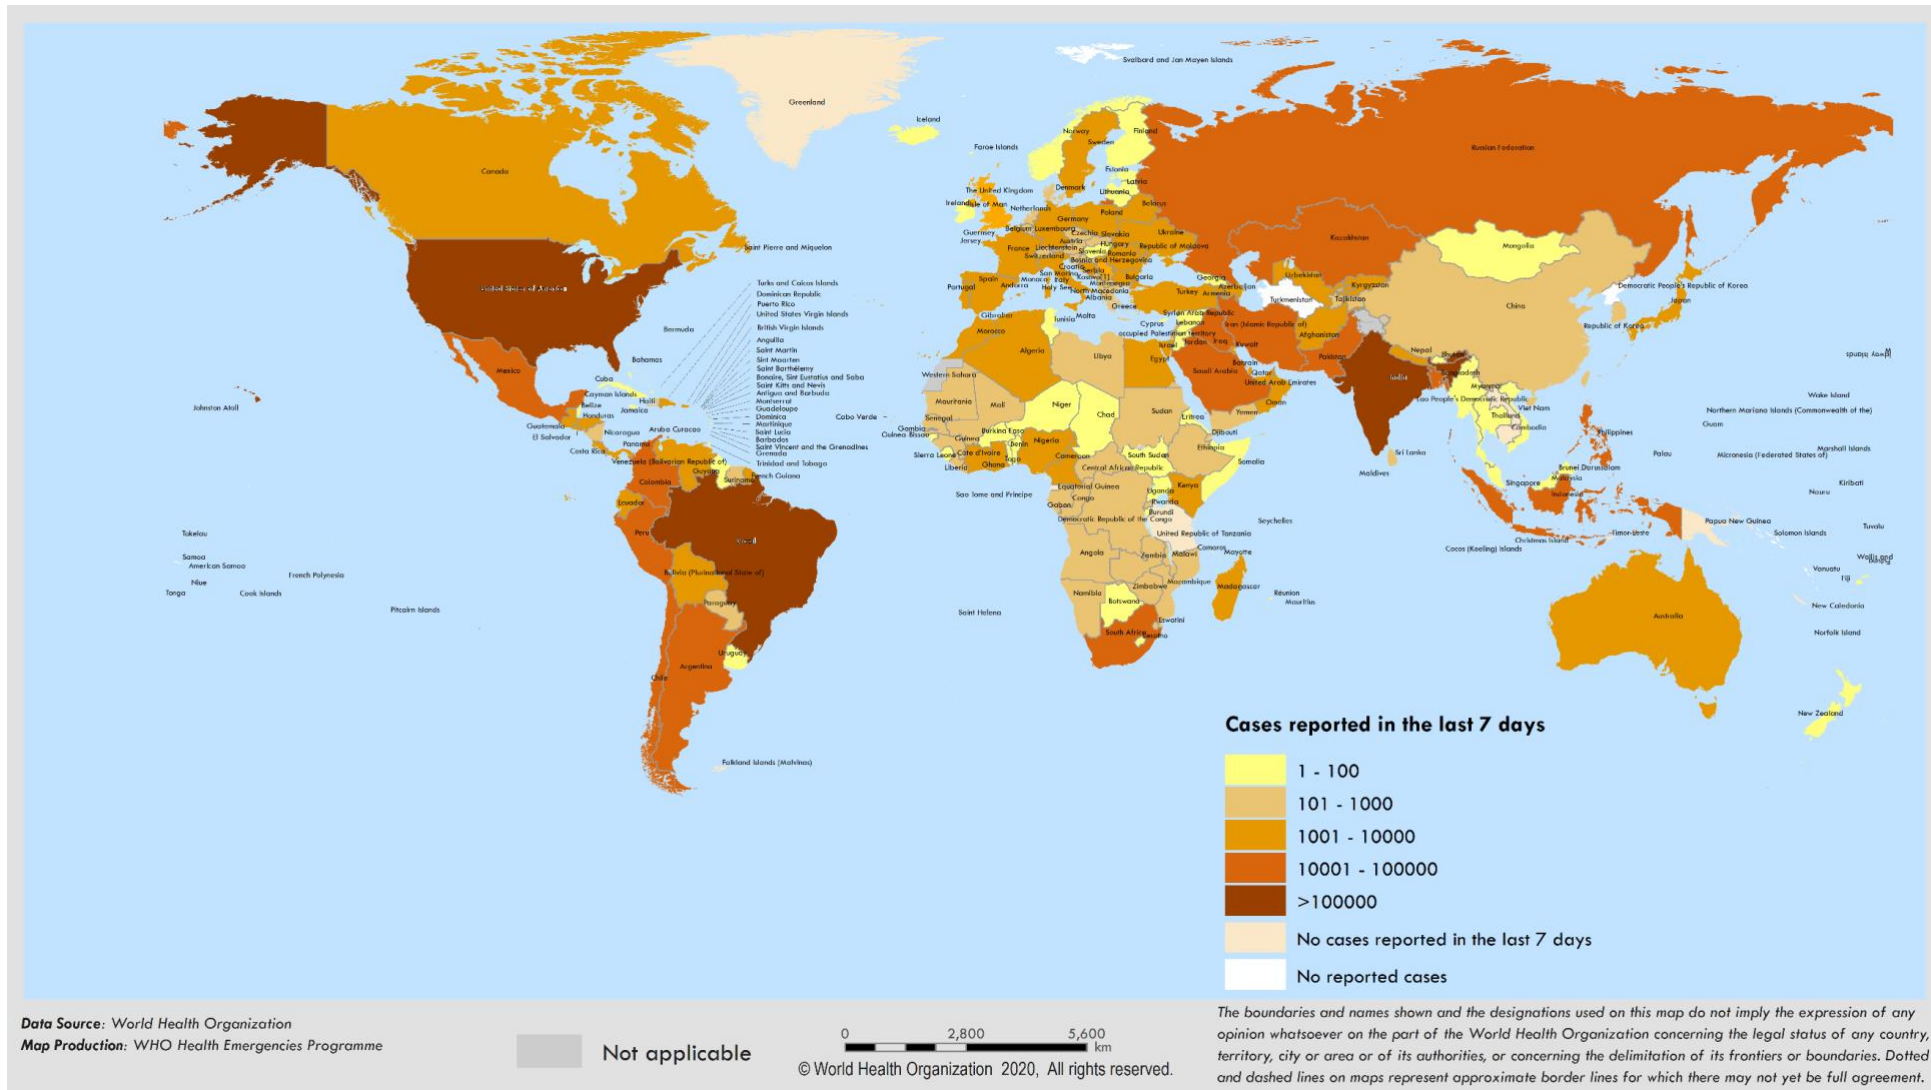 Svalbard and Jan Mayen Islands
Greenland
Iceland
Norway
Finland
Faroe Islands
Sweden
Russian Federation
Canada
Estonia
Latvia
The United Kingdom
Denmark
Lithuania
Ireland
Isle of Man
Netherlands
Belarus
Poland
Germany
Guernsey
Jersey
Belgium
Luxembourg
Czechia
Slovakia
Ukraine
Kazakhstan
Austria
Mongolia
Saint Pierre and Miquelon
France
Liechtenstein
Hungary
Republic of Moldova
Switzerland
Slovenia
Romania
Bosnia and Herzegovina
Croatia
Serbia
San Marino
Kosovo[1]
Bulgaria
Georgia
Uzbekistan
Spain
Monaco
Italy
Montenegro
Kyrgyzstan
Portugal
Andorra
Holy See
North Macedonia
Albania
Turkey
Armenia
Azerbaijan
Turkmenistan
Tajikistan
China
Democratic People's Republic of Korea
Japan
United States of America
Turks and Caicos Islands
Dominican Republic
Puerto Rico
United States Virgin Islands
British Virgin Islands
Anguilla
Saint Martin
Sint Maarten
Saint Barthélemy
Bonaire, Sint Eustatius and Saba
Saint Kitts and Nevis
Antigua and Barbuda
Montserrat
Guadeloupe
Dominica
Martinique
Saint Lucia
Barbados
Saint Vincent and the Grenadines
Grenada
Trinidad and Tobago
Greece
Gibraltar
Tunisia
Malta
Syrian Arab Republic
Cyprus
Lebanon
Iran (Islamic Republic of)
Republic of Korea
Bermuda
Morocco
occupied Palestinian territory
Afghanistan
Israel
Jordan
Iraq
Kuwait
Algeria
Libya
Egypt
Pakistan
Nepal
Bhutan
Bahamas
Bahrain
Qatar
Saudi Arabia
Mexico
Western Sahara
United Arab Emirates
India
Bangladesh
Cuba
Myanmar
Cayman Islands
Haiti
Belize
Jamaica
Honduras
Johnston Atoll
Mauritania
Mali
Niger
Chad
Sudan
Eritrea
Yemen
Oman
Lao People's Democratic Republic
Viet Nam
Wake Island
Northern Mariana Islands (Commonwealth of the)
Guam
Cabo Verde
Senegal
Thailand
Guatemala
El Salvador
Nicaragua
Aruba
Curacao
Gambia
Guinea-Bissau
Burkina Faso
Djibouti
Cambodia
Philippines
Guinea
Benin
Nigeria
Ethiopia
Costa Rica
Panama
Sierra Leone
Côte d'Ivoire
Togo
Ghana
Cameroon
South Sudan
Somalia
Sri Lanka
Palau
Micronesia (Federated States of)
Marshall Islands
Venezuela (Bolivarian Republic of)
Liberia
Central African Republic
Maldives
Brunei Darussalam
Malaysia
Guyana
Suriname
French Guiana
Colombia
Equatorial Guinea
Uganda
Kenya
Singapore
Indonesia
Kiribati
Nauru
Ecuador
Sao Tome and Principe
Gabon
Congo
Rwanda
Burundi
Democratic Republic of the Congo
Seychelles
Papua New Guinea
Solomon Islands
Tuvalu
Tokelau
Peru
Brazil
United Republic of Tanzania
Timor-Leste
Christmas Island
Cocos (Keeling) Islands
Samoa
American Samoa
Angola
Zambia
Malawi
Comoros
Mayotte
Wallis and
Futuna
Niue
French Polynesia
Bolivia (Plurinational State of)
Vanuatu
Fiji
Tonga
Cook Islands
Pitcairn Islands
Paraguay
Saint Helena
Namibia
Zimbabwe
Botswana
Mozambique
Madagascar
Réunion
Mauritius
New Caledonia
Australia
Eswatini
South Africa
Lesotho
Norfolk Island
Uruguay
Argentina
Chile
New Zealand
Falkland Islands (Malvinas)
Cases reported in the last 7 days
1 - 100
101 - 1000
1001 - 10000
10001 - 100000
>100000
No cases reported in the last 7 days
No reported cases
Data Source: World Health Organization
Map Production: WHO Health Emergencies Programme
Not applicable
0 2,800 5,600
km
© World Health Organization 2020, All rights reserved.
The boundaries and names shown and the designations used on this map do not imply the expression of any
opinion whatsoever on the part of the World Health Organization concerning the legal status of any country,
territory, city or area or of its authorities, or concerning the delimitation of its frontiers or boundaries. Dotted
and dashed lines on maps represent approximate border lines for which there may not yet be full agreement.